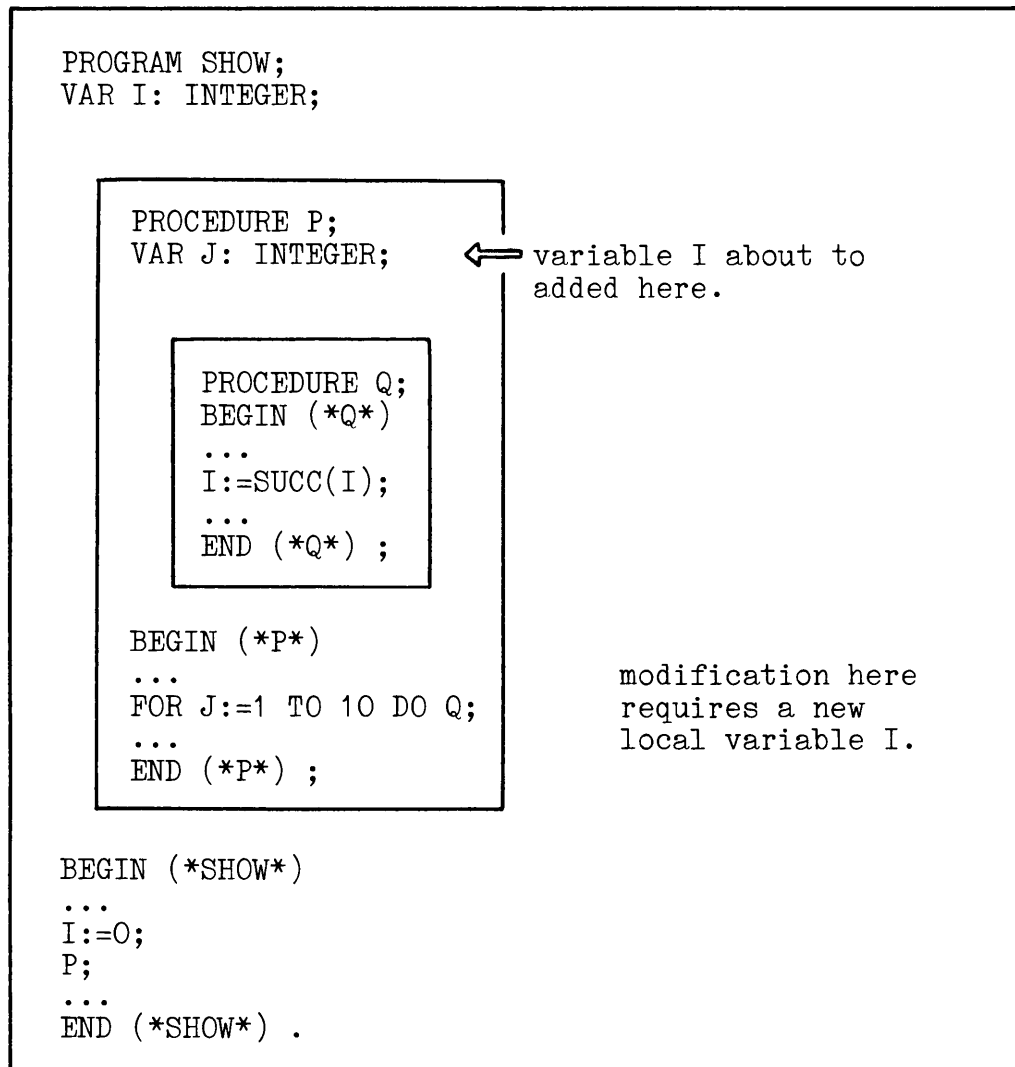 PROGRAM SHOW;
VAR I: INTEGER;
PROCEDURE P;
VAR J: INTEGER;
variable I about to
added here.
PROCEDURE Q;
BEGIN (*Q*)
...
I:=SUCC(I);
...
END (*Q*) ;
BEGIN (*P*)
...
FOR J:=1 TO 10 DO Q;
...
END (*P*) ;
modification here
requires a new
local variable I.
BEGIN (*SHOW*)
...
I:=0;
P;
...
END (*SHOW*) .